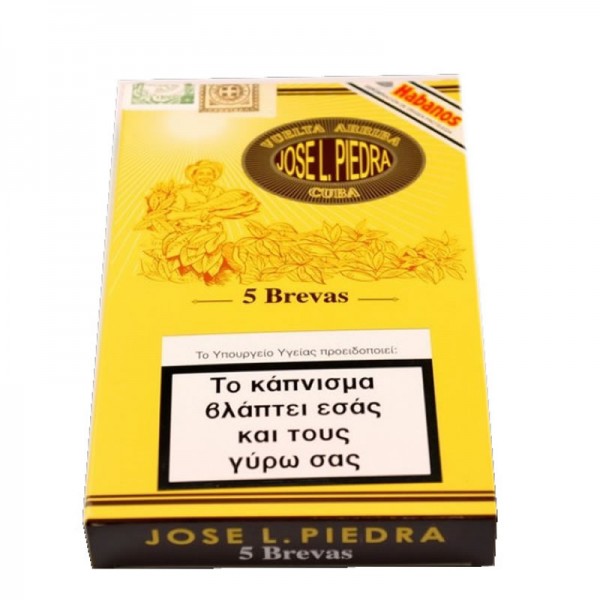 Habanos
VUELTA ARRIBA
JOSE L. PIEDRA
CUBA
5 Brevas
Το Υπουργείο Υγείας προειδοποιεί:
Το κάπνισμα
βλάπτει εσάς
και τους
γύρω σας
JOSE L. PIEDRA
5 Brevas